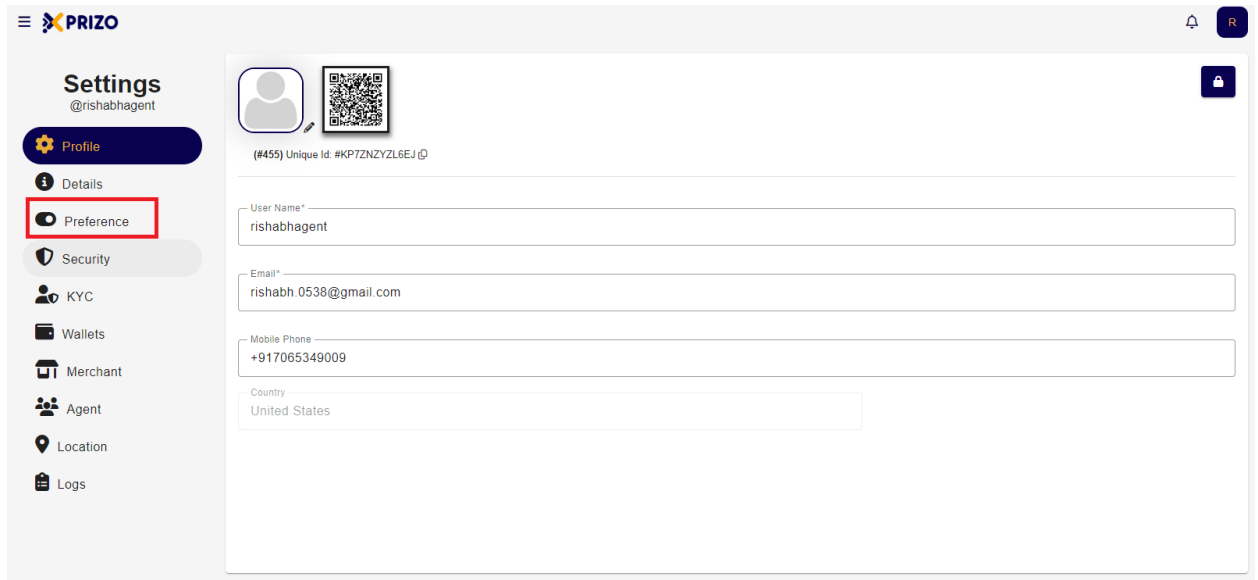 XPRIZO
R
Settings
@rishabhagent
Profile
Details
Preference
Security
KYC
Wallets
Merchant
Agent
Location
Logs
(#455) Unique Id: #KP7ZNZYZL6EJ
User Name*
rishabhagent
Email*
rishabh.0538@gmail.com
Mobile Phone
+917065349009
Country
United States